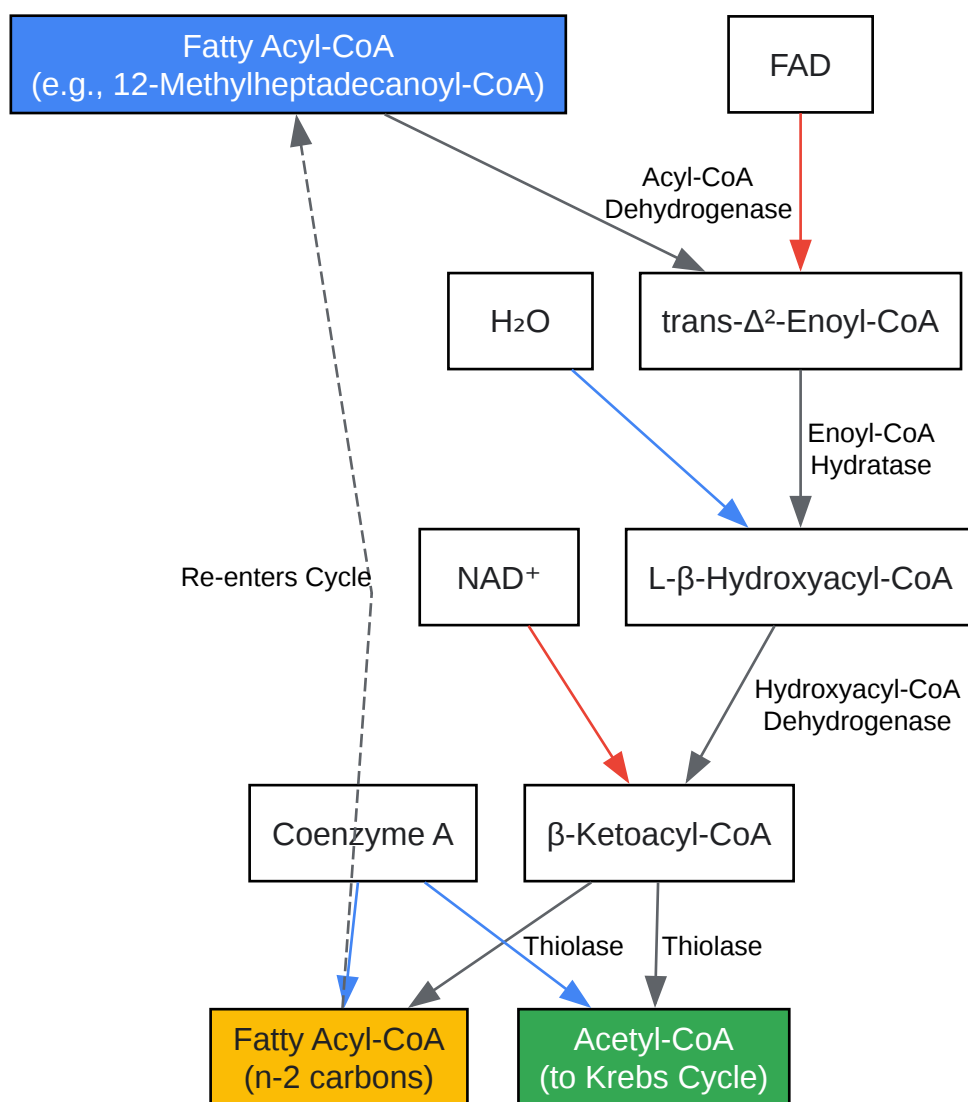 Fatty Acyl-CoA
(e.g., 12-Methylheptadecanoyl-CoA)
FAD
Acyl-CoA
Dehydrogenase
H₂O
trans-Δ²-Enoyl-CoA
Enoyl-CoA
Hydratase
Re-enters Cycle
NAD⁺
L-β-Hydroxyacyl-CoA
Hydroxyacyl-CoA
Dehydrogenase
Coenzyme A
β-Ketoacyl-CoA
Thiolase
Thiolase
Fatty Acyl-CoA
(n-2 carbons)
Acetyl-CoA
(to Krebs Cycle)